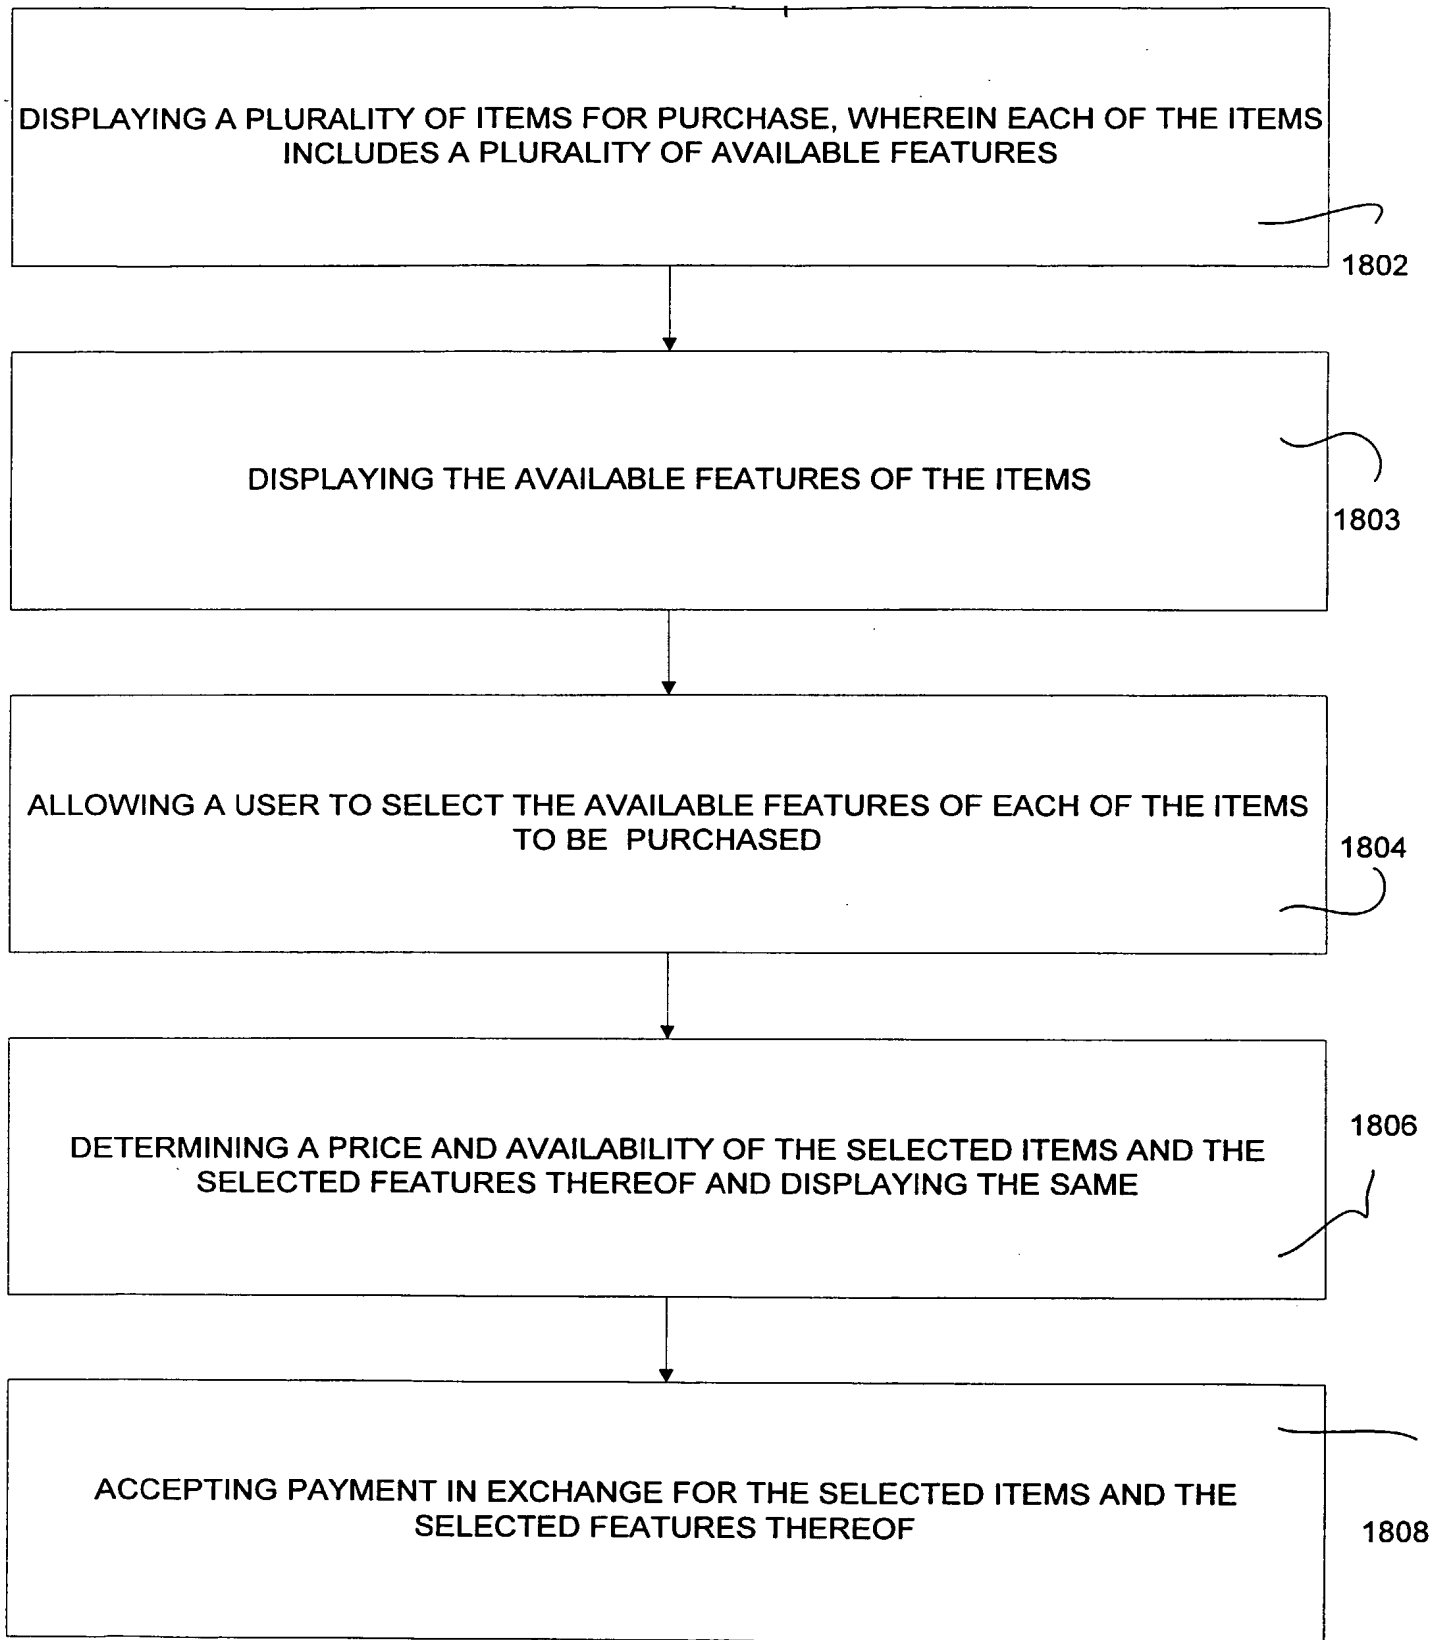 DISPLAYING A PLURALITY OF ITEMS FOR PURCHASE, WHEREIN EACH OF THE ITEMS
INCLUDES A PLURALITY OF AVAILABLE FEATURES
1802
DISPLAYING THE AVAILABLE FEATURES OF THE ITEMS
1803
ALLOWING A USER TO SELECT THE AVAILABLE FEATURES OF EACH OF THE ITEMS
TO BE PURCHASED
1804
DETERMINING A PRICE AND AVAILABILITY OF THE SELECTED ITEMS AND THE
SELECTED FEATURES THEREOF AND DISPLAYING THE SAME
1806
ACCEPTING PAYMENT IN EXCHANGE FOR THE SELECTED ITEMS AND THE
SELECTED FEATURES THEREOF
1808